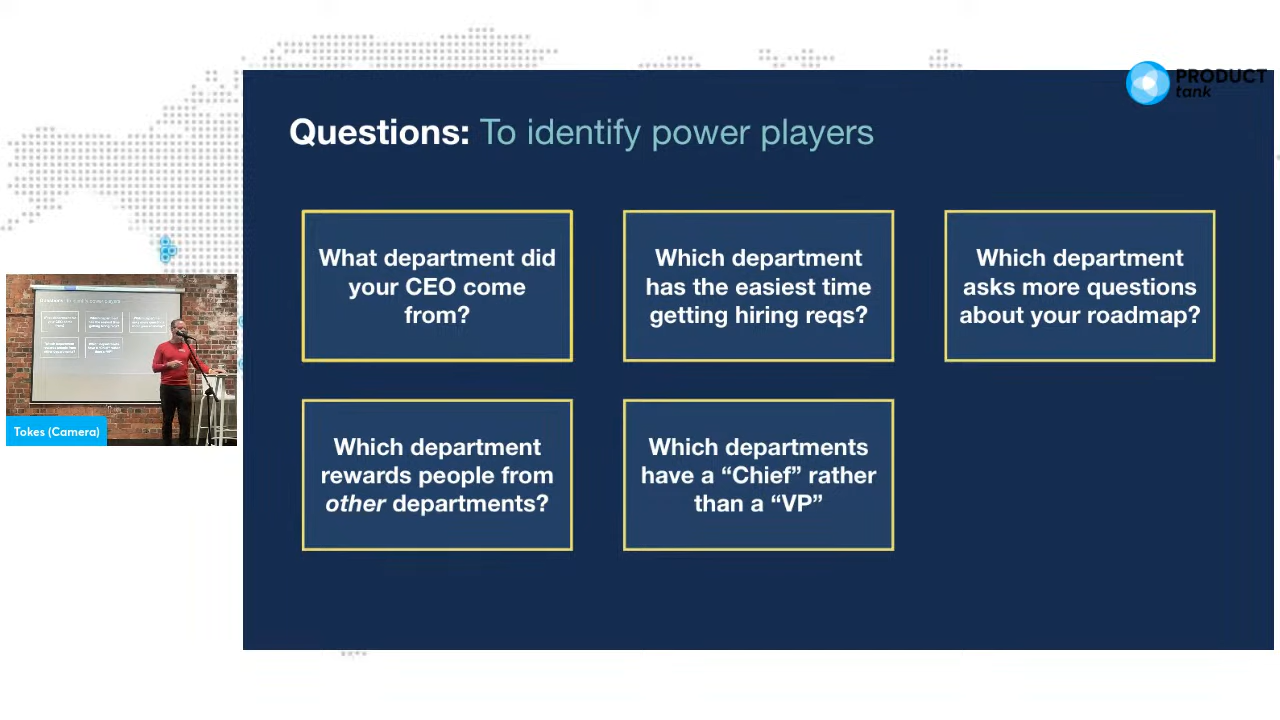 PRODUCT
tank
Questions: To identify power players
What department did
your CEO come
from?
Which department
has the easiest time
getting hiring reqs?
Which department
asks more questions
about your roadmap?
Which department
rewards people from
other departments?
Which departments
have a “Chief” rather
than a “VP”
Tokes (Camera)